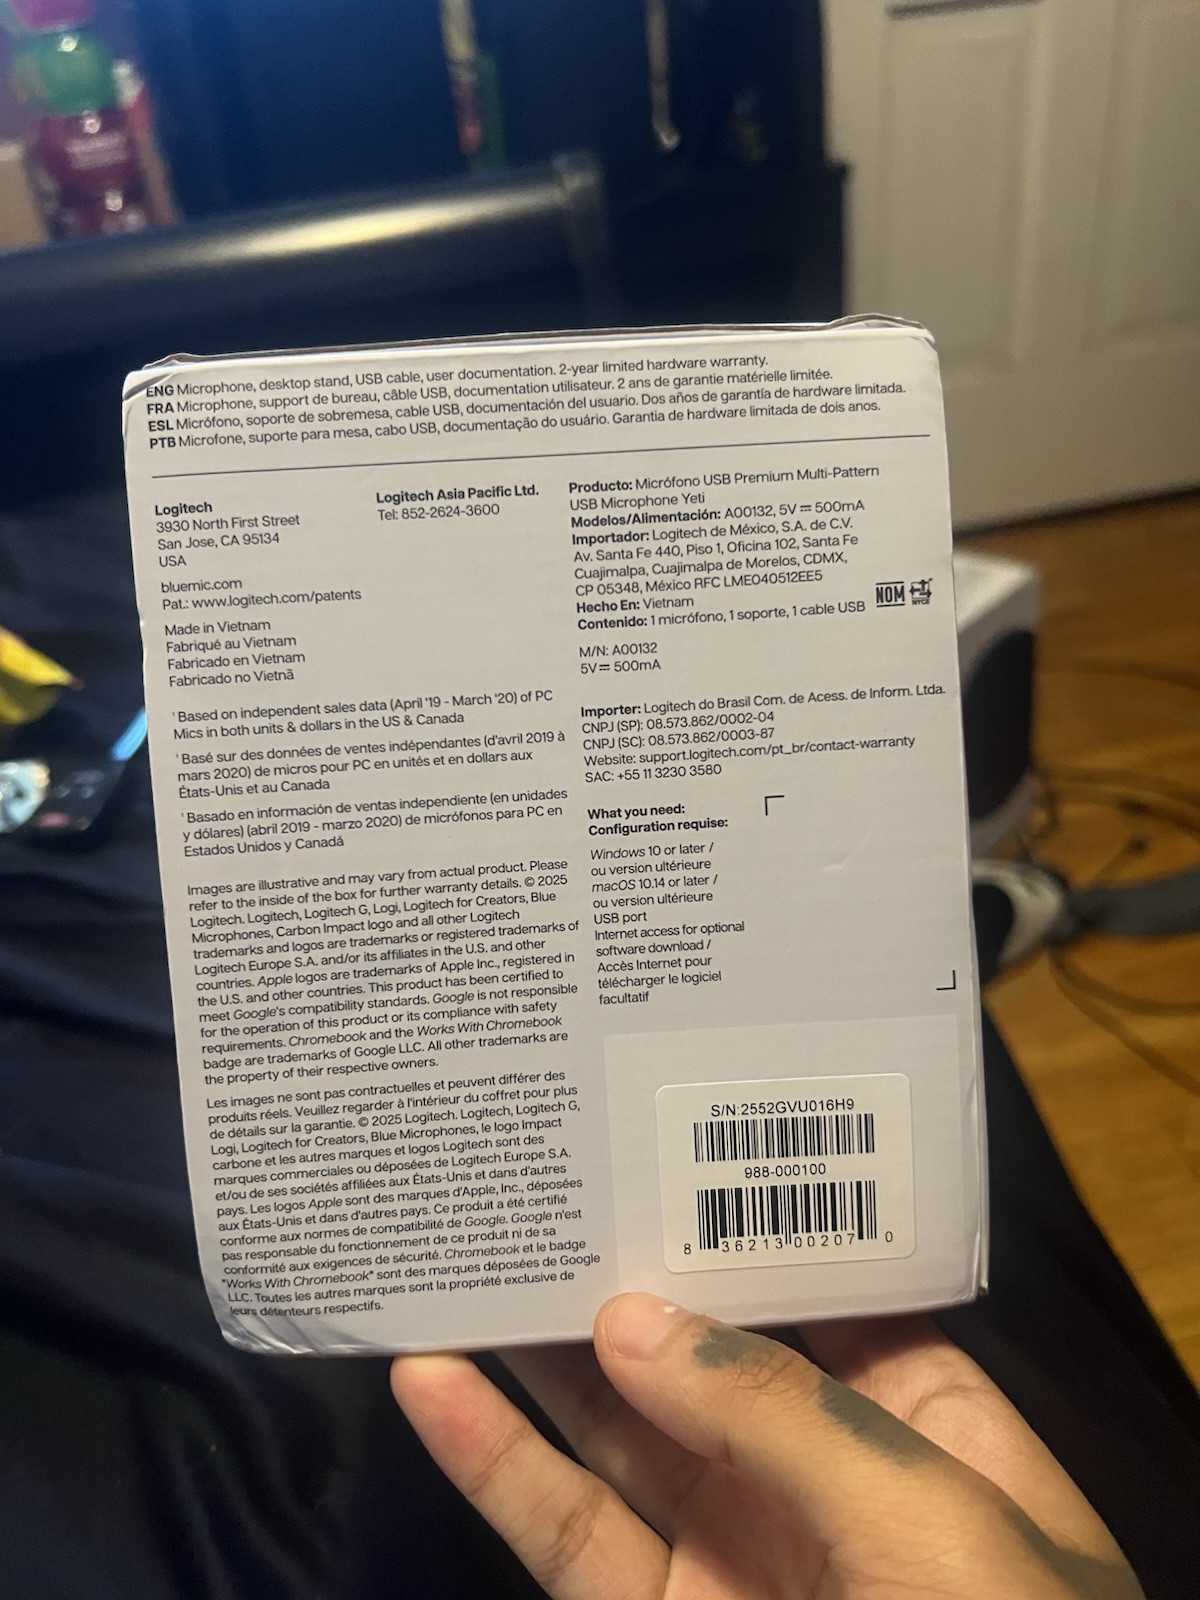 ENG Microphone, desktop stand, USB cable, user documentation. 2-year limited hardware warranty.
FRA Microphone, support de bureau, câble USB, documentation utilisateur. 2 ans de garantie matérielle limitée.
ESL Micrófono, soporte de sobremesa, cable USB, documentación del usuario. Dos años de garantía de hardware limitada.
PTB Microfone, suporte para mesa, cabo USB, documentação do usuário. Garantia de hardware limitada de dois anos.
Logitech
3930 North First Street
San Jose, CA 95134
USA
Logitech Asia Pacific Ltd.
Tel: 852-2624-3600
bluemic.com
Pat.: www.logitech.com/patents
Made in Vietnam
Fabriqué au Vietnam
Fabricado en Vietnam
Fabricado no Vietnã
¹ Based on independent sales data (April '19 - March '20) of PC
Mics in both units & dollars in the US & Canada
¹ Basé sur des données de ventes indépendantes (d'avril 2019 à
mars 2020) de micros pour PC en unités et en dollars aux
États-Unis et au Canada
¹ Basado en información de ventas independiente (en unidades
y dólares) (abril 2019 - marzo 2020) de micrófonos para PC en
Estados Unidos y Canadá
Images are illustrative and may vary from actual product. Please
refer to the inside of the box for further warranty details. © 2025
Logitech. Logitech, Logitech G, Logi, Logitech for Creators, Blue
Microphones, Carbon Impact logo and all other Logitech
trademarks and logos are trademarks or registered trademarks of
Logitech Europe S.A. and/or its affiliates in the U.S. and other
countries. Apple logos are trademarks of Apple Inc., registered in
the U.S. and other countries. This product has been certified to
meet Google's compatibility standards. Google is not responsible
for the operation of this product or its compliance with safety
requirements. Chromebook and the Works With Chromebook
badge are trademarks of Google LLC. All other trademarks are
the property of their respective owners.
Les images ne sont pas contractuelles et peuvent différer des
produits réels. Veuillez regarder à l'intérieur du coffret pour plus
de détails sur la garantie. © 2025 Logitech. Logitech, Logitech G,
Logi, Logitech for Creators, Blue Microphones, le logo Impact
carbone et les autres marques et logos Logitech sont des
marques commerciales ou déposées de Logitech Europe S.A.
et/ou de ses sociétés affiliées aux États-Unis et dans d'autres
pays. Les logos Apple sont des marques d'Apple, Inc., déposées
aux États-Unis et dans d'autres pays. Ce produit a été certifié
conforme aux normes de compatibilité de Google. Google n'est
pas responsable du fonctionnement de ce produit ni de sa
conformité aux exigences de sécurité. Chromebook et le badge
"Works With Chromebook" sont des marques déposées de Google
LLC. Toutes les autres marques sont la propriété exclusive de
leurs détenteurs respectifs.
Producto: Micrófono USB Premium Multi-Pattern
USB Microphone Yeti
Modelos/Alimentación: A00132, 5V ⎓ 500mA
Importador: Logitech de México, S.A. de C.V.
Av. Santa Fe 440, Piso 1, Oficina 102, Santa Fe
Cuajimalpa, Cuajimalpa de Morelos, CDMX,
CP 05348, México RFC LME040512EE5
Hecho En: Vietnam
Contenido: 1 micrófono, 1 soporte, 1 cable USB
NOM NYCE
M/N: A00132
5V ⎓ 500mA
Importer: Logitech do Brasil Com. de Acess. de Inform. Ltda.
CNPJ (SP): 08.573.862/0002-04
CNPJ (SC): 08.573.862/0003-87
Website: support.logitech.com/pt_br/contact-warranty
SAC: +55 11 3230 3580
What you need:
Configuration requise:
Windows 10 or later /
ou version ultérieure
macOS 10.14 or later /
ou version ultérieure
USB port
Internet access for optional
software download /
Accès Internet pour
télécharger le logiciel
facultatif
S/N:2552GVU016H9
988-000100
8 36213 00207 0